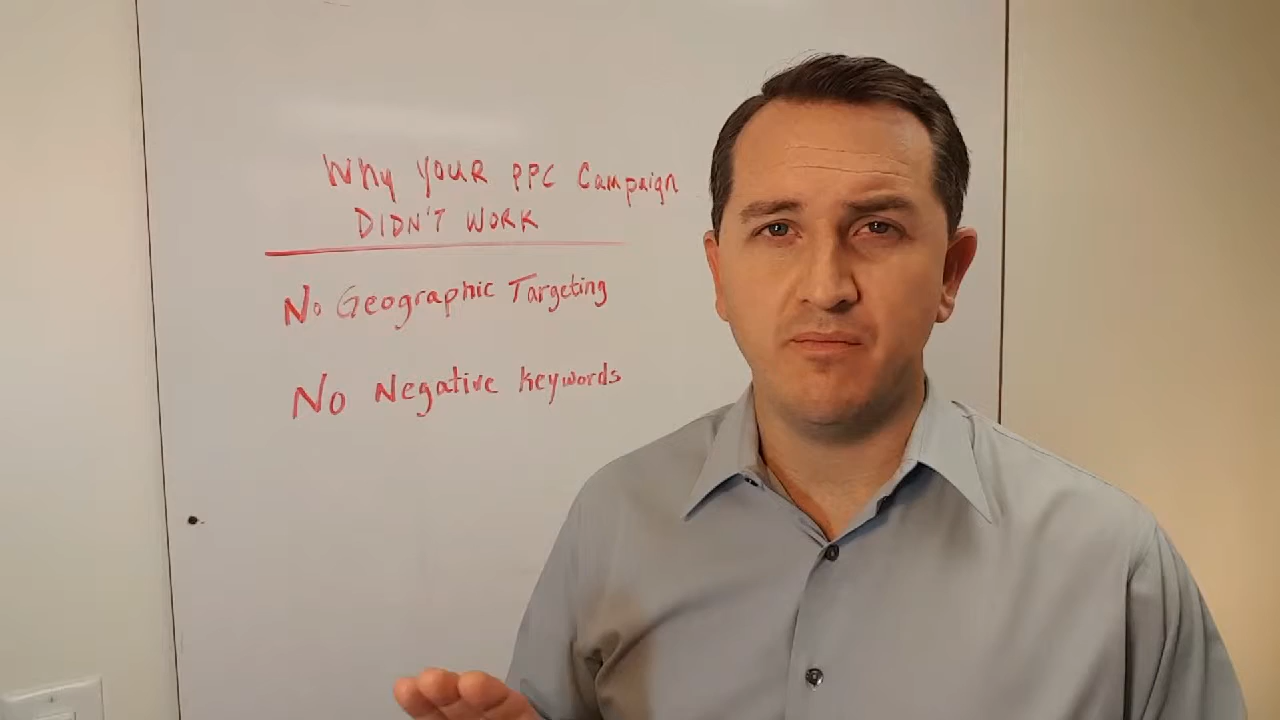 Why YOUR PPC Campaign
DIDN'T WORK
No Geographic Targeting
No Negative keywords